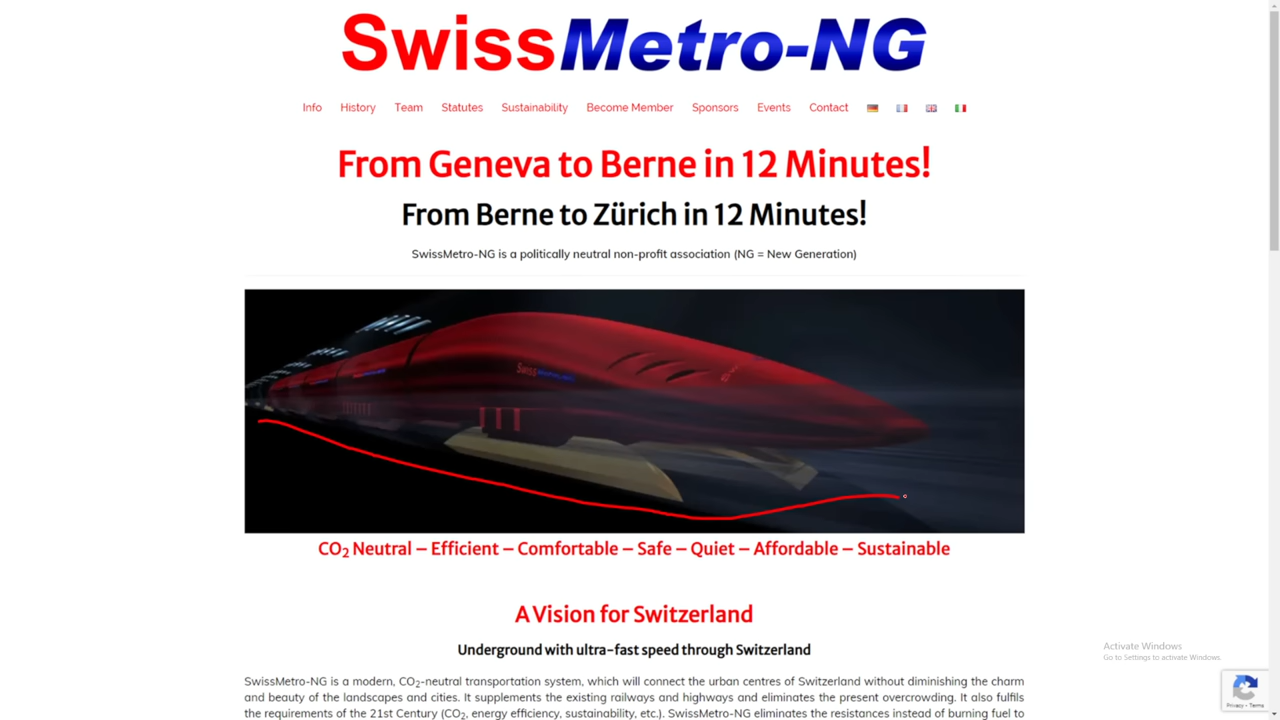 SwissMetro-NG
Info History Team Statutes Sustainability Become Member Sponsors Events Contact
From Geneva to Berne in 12 Minutes!
From Berne to Zürich in 12 Minutes!
SwissMetro-NG is a politically neutral non-profit association (NG = New Generation)
Swiss
CO₂ Neutral – Efficient – Comfortable – Safe – Quiet – Affordable – Sustainable
A Vision for Switzerland
Underground with ultra-fast speed through Switzerland
SwissMetro-NG is a modern, CO₂-neutral transportation system, which will connect the urban centres of Switzerland without diminishing the charm
and beauty of the landscapes and cities. It supplements the existing railways and highways and eliminates the present overcrowding. It also fulfils
the requirements of the 21st Century (CO₂, energy efficiency, sustainability, etc.). SwissMetro-NG eliminates the resistances instead of burning fuel to
Activate Windows
Go to Settings to activate Windows.
Privacy - Terms